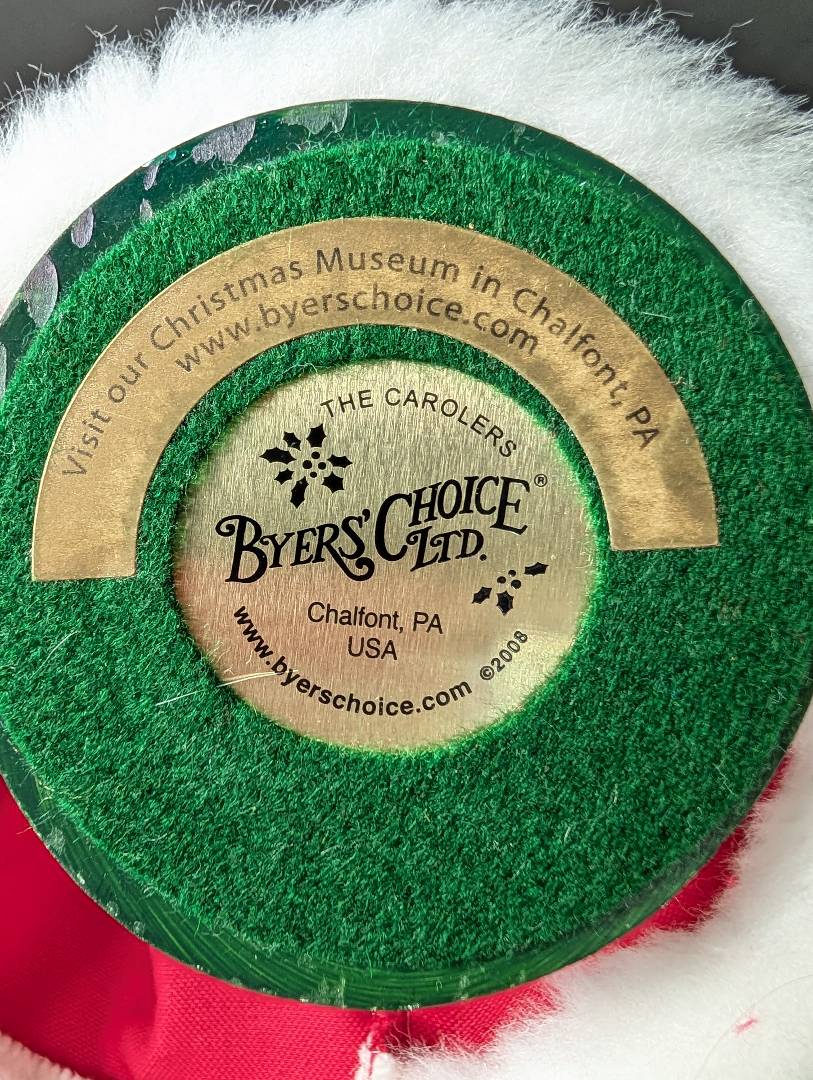 Visit our Christmas Museum in Chalfont, PA
www.byerschoice.com
THE CAROLERS
BYERS' CHOICE®
LTD.
Chalfont, PA
USA
www.byerschoice.com ©2008